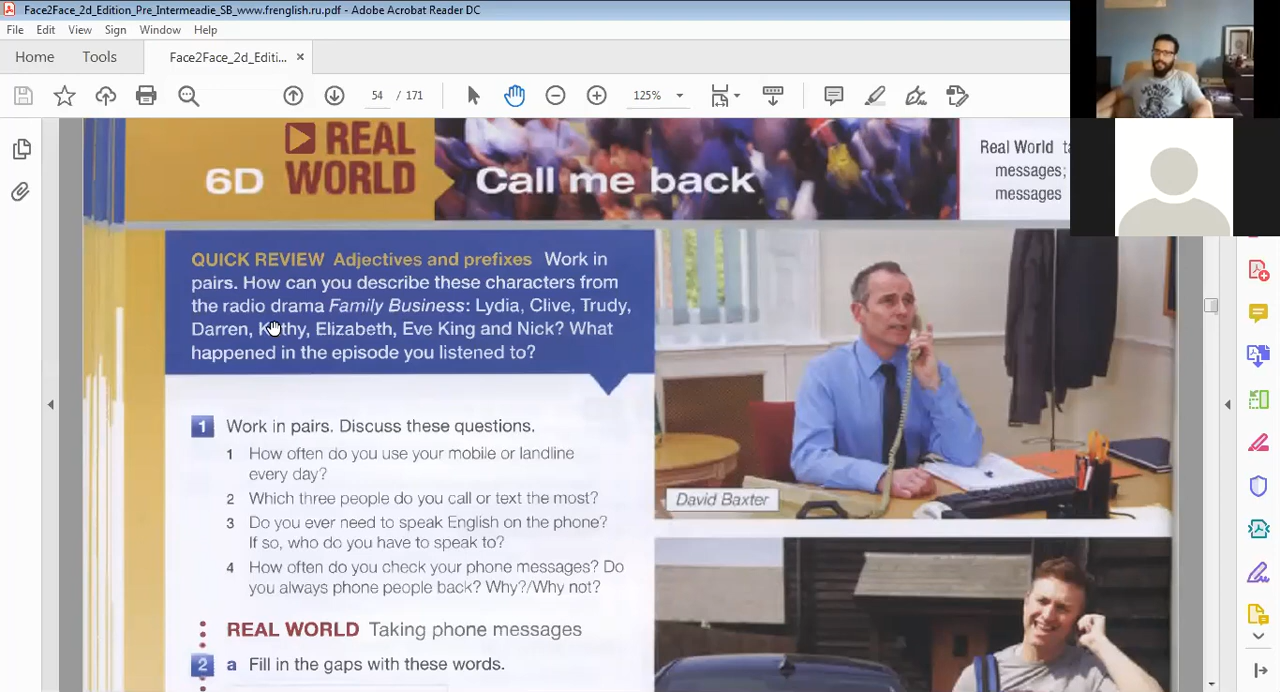 Face2Face_2d_Edition_Pre_Intermeadie_SB_www.frenglish.ru.pdf - Adobe Acrobat Reader DC
File Edit View Sign Window Help
Home Tools Face2Face_2d_Editi... ×
54 / 171 125%
6D REAL WORLD
Call me back
Real World
messages;
messages
QUICK REVIEW Adjectives and prefixes Work in
pairs. How can you describe these characters from
the radio drama Family Business: Lydia, Clive, Trudy,
Darren, Kathy, Elizabeth, Eve King and Nick? What
happened in the episode you listened to?
1 Work in pairs. Discuss these questions.
1 How often do you use your mobile or landline
every day?
2 Which three people do you call or text the most?
3 Do you ever need to speak English on the phone?
If so, who do you have to speak to?
4 How often do you check your phone messages? Do
you always phone people back? Why?/Why not?
REAL WORLD Taking phone messages
2 a Fill in the gaps with these words.
David Baxter